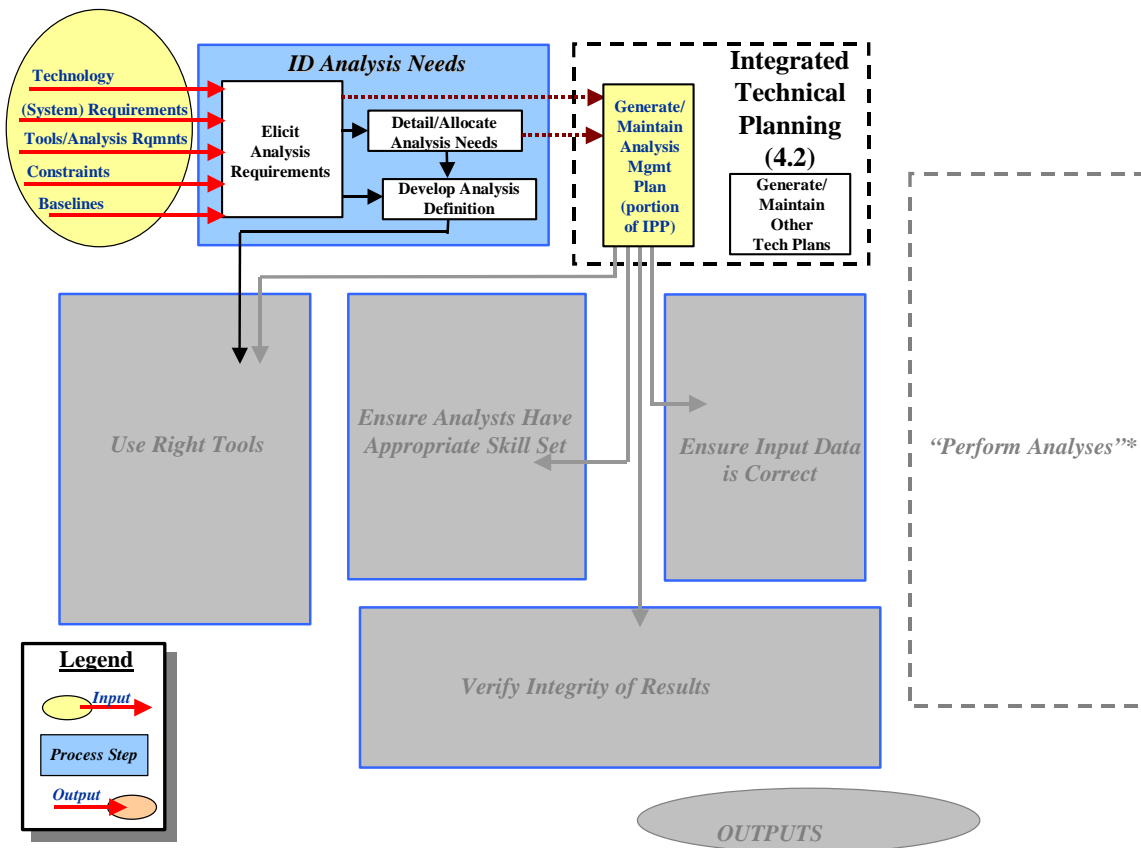 Technology
(System) Requirements
Tools/Analysis Rqmnts
Constraints
Baselines
ID Analysis Needs
Elicit
Analysis
Requirements
Detail/Allocate
Analysis Needs
Develop Analysis
Definition
Generate/
Maintain
Analysis
Mgmt
Plan
(portion
of IPP)
Integrated
Technical
Planning
(4.2)
Generate/
Maintain
Other
Tech Plans
Use Right Tools
Ensure Analysts Have
Appropriate Skill Set
Ensure Input Data
is Correct
“Perform Analyses”*
Verify Integrity of Results
Legend
Input
Process Step
Output
OUTPUTS